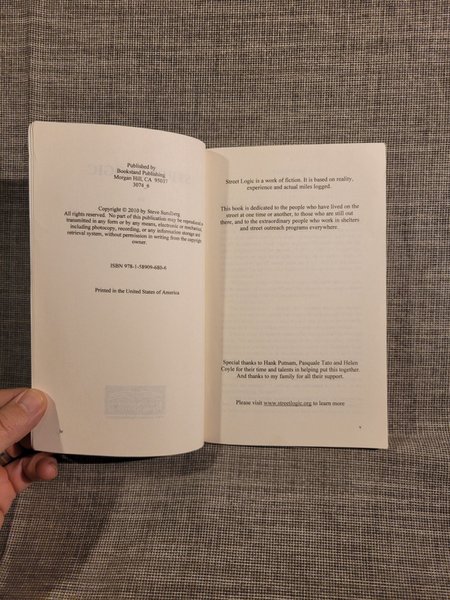 Published by
Bookstand Publishing
Morgan Hill, CA 95037
3074_6
Copyright © 2010 by Steve Sundberg
All rights reserved. No part of this publication may be reproduced or
transmitted in any form or by any means, electronic or mechanical,
including photocopy, recording, or any information storage and
retrieval system, without permission in writing from the copyright
owner.
ISBN 978-1-58909-680-6
Printed in the United States of America
Street Logic is a work of fiction. It is based on reality,
experience and actual miles logged.
This book is dedicated to the people who have lived on the
street at one time or another, to those who are still out
there, and to the extraordinary people who work in shelters
and street outreach programs everywhere.
Special thanks to Hank Putnam, Pasquale Tato and Helen
Coyle for their time and talents in helping put this together.
And thanks to my family for all their support.
Please visit www.streetlogic.org to learn more
v